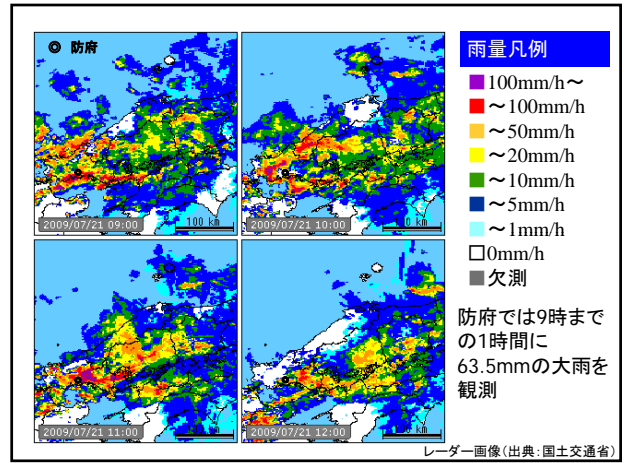 ◎ 防府
2009/07/21 09:00
100 km
2009/07/21 10:00
100 km
2009/07/21 11:00
2009/07/21 12:00
雨量凡例
100mm/h～
～100mm/h
～50mm/h
～20mm/h
～10mm/h
～5mm/h
～1mm/h
0mm/h
欠測
防府では9時まで
の1時間に
63.5mmの大雨を
観測
レーダー画像（出典：国土交通省）